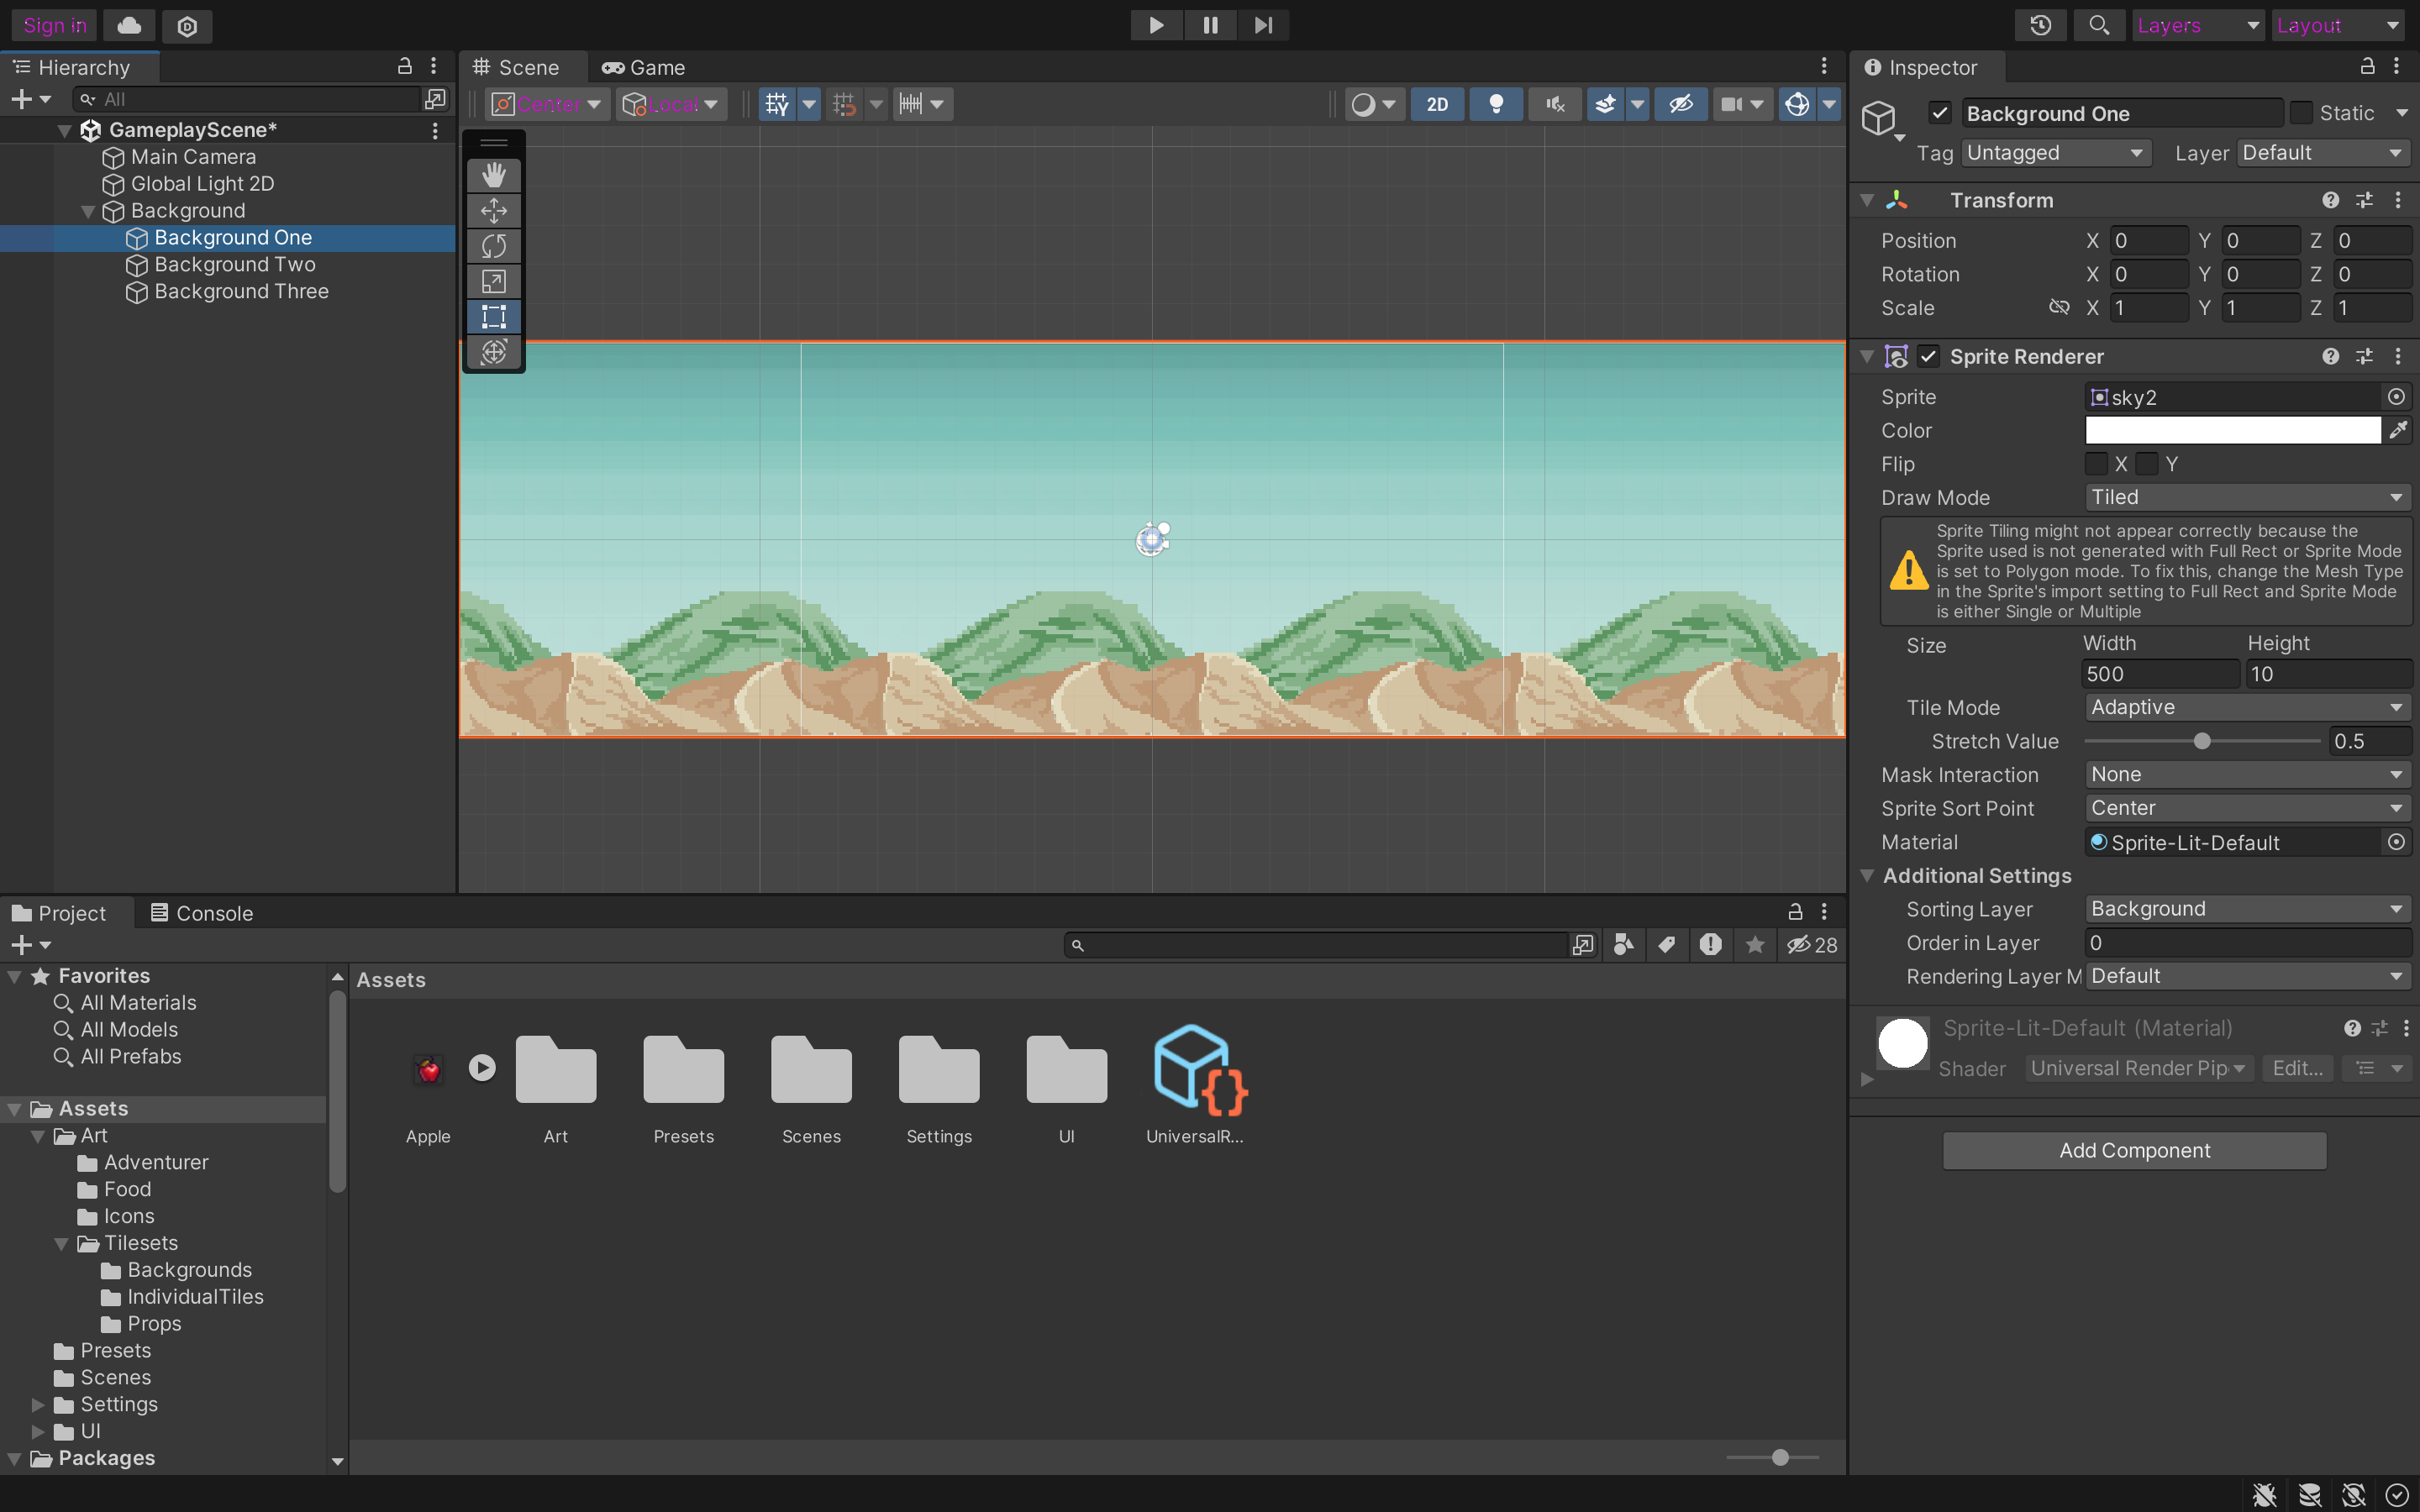 Sign in
Layers
Layout
Hierarchy
All
GameplayScene*
Main Camera
Global Light 2D
Background
Background One
Background Two
Background Three
Scene
Game
Center
Local
2D
Inspector
Background One
Static
Tag
Untagged
Layer
Default
Transform
Position
X
0
Y
0
Z
0
Rotation
X
0
Y
0
Z
0
Scale
X
1
Y
1
Z
1
Sprite Renderer
Sprite
sky2
Color
Flip
X
Y
Draw Mode
Tiled
Sprite Tiling might not appear correctly because the
Sprite used is not generated with Full Rect or Sprite Mode
is set to Polygon mode. To fix this, change the Mesh Type
in the Sprite's import setting to Full Rect and Sprite Mode
is either Single or Multiple
Size
Width
Height
500
10
Tile Mode
Adaptive
Stretch Value
0.5
Mask Interaction
None
Sprite Sort Point
Center
Material
Sprite-Lit-Default
Additional Settings
Sorting Layer
Background
Order in Layer
0
Rendering Layer M
Default
Sprite-Lit-Default (Material)
Shader
Universal Render Pip
Edit...
Add Component
Project
Console
28
Favorites
All Materials
All Models
All Prefabs
Assets
Art
Adventurer
Food
Icons
Tilesets
Backgrounds
IndividualTiles
Props
Presets
Scenes
Settings
UI
Packages
Assets
Apple
Art
Presets
Scenes
Settings
UI
UniversalR...